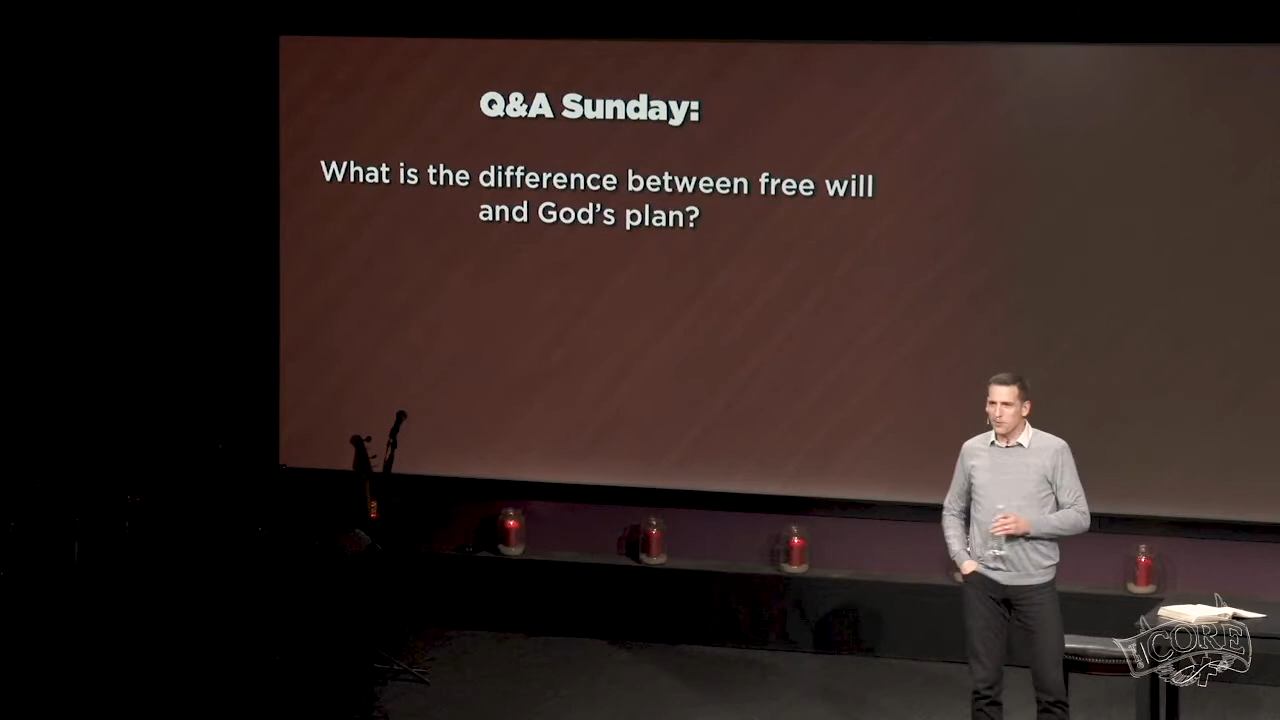 Q&A Sunday:
What is the difference between free will
and God's plan?
CORE